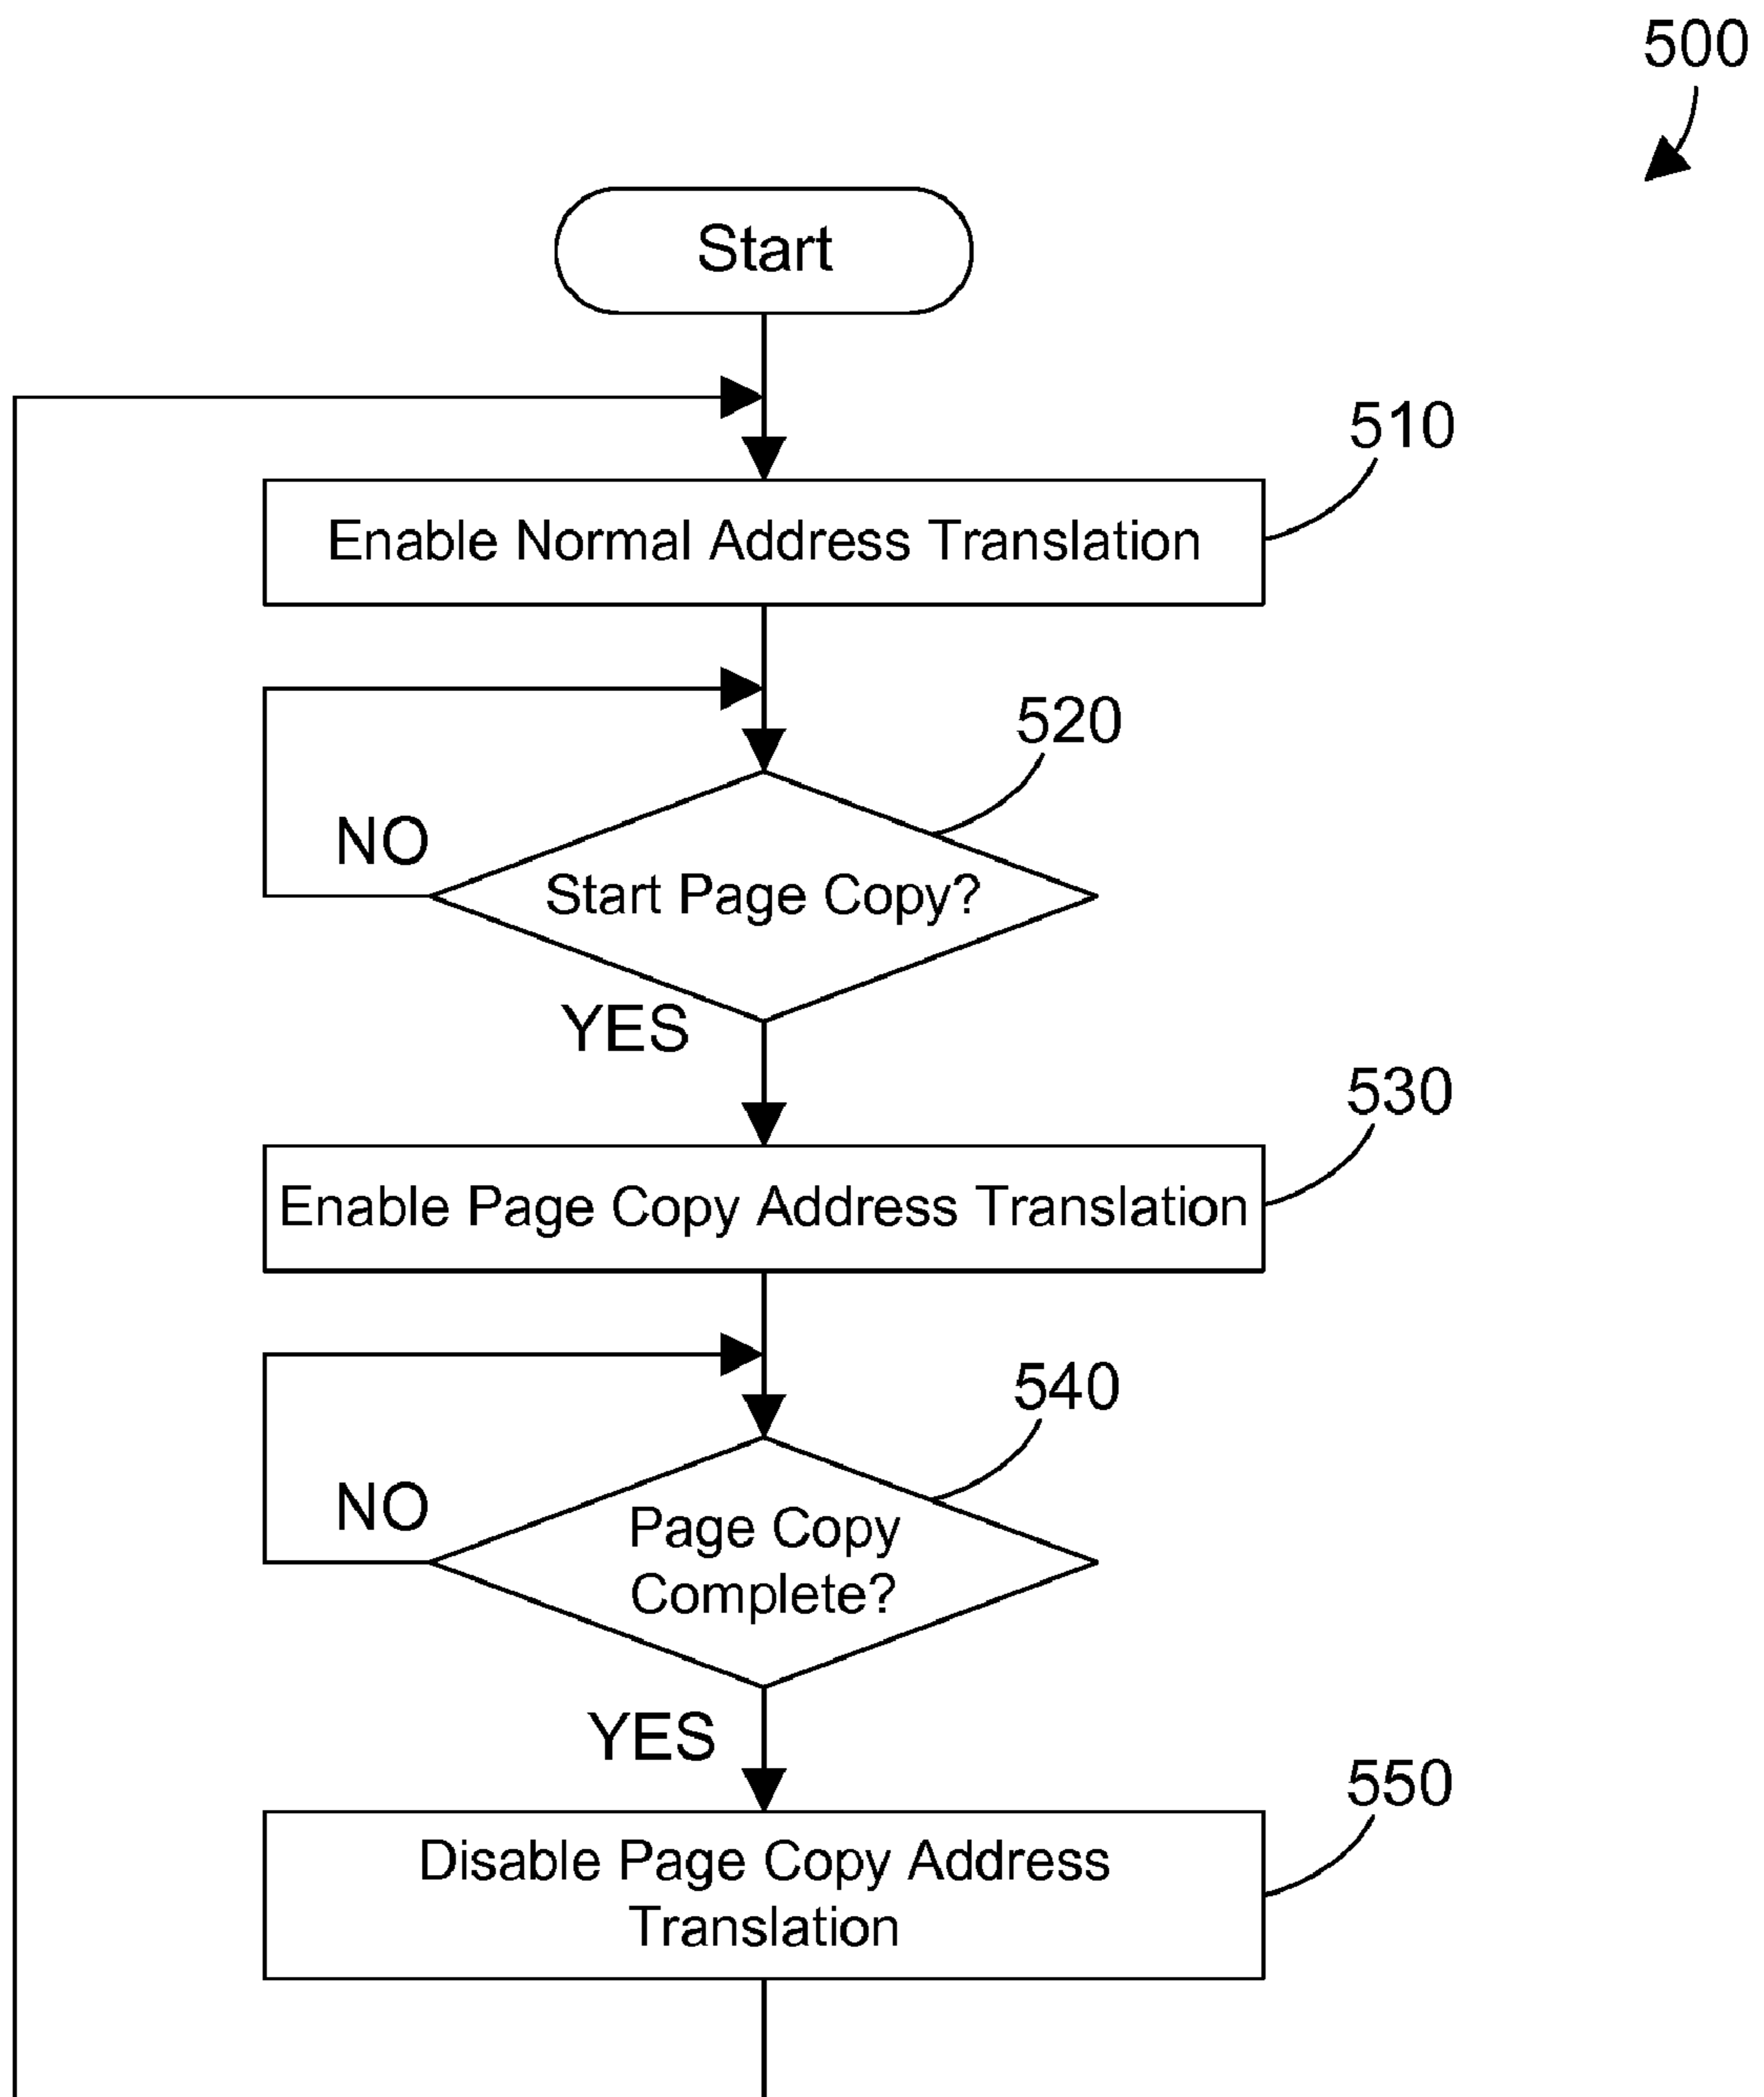 500
Start
510
Enable Normal Address Translation
520
NO
Start Page Copy?
YES
530
Enable Page Copy Address Translation
540
NO
Page Copy
Complete?
YES
550
Disable Page Copy Address
Translation